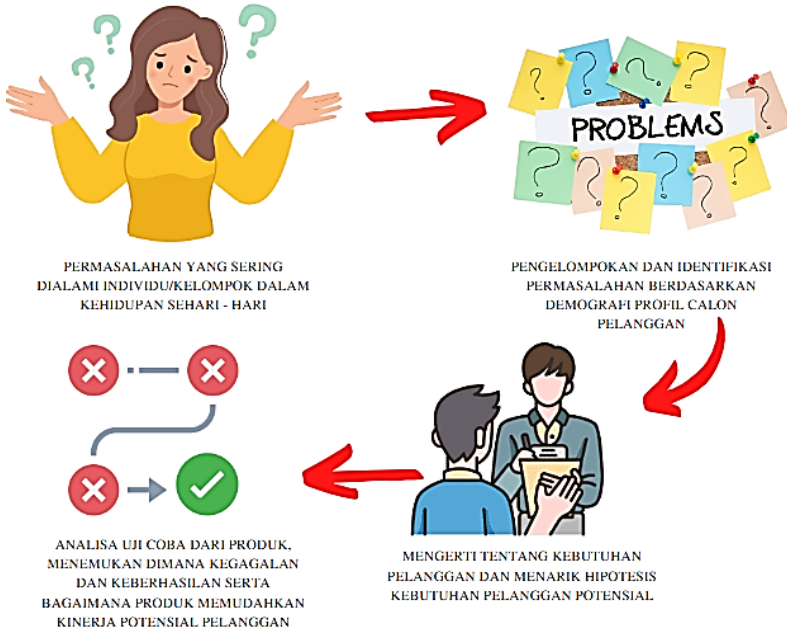 PERMASALAHAN YANG SERING
DIALAMI INDIVIDU/KELOMPOK DALAM
KEHIDUPAN SEHARI - HARI
PROBLEMS
PENGELOMPOKAN DAN IDENTIFIKASI
PERMASALAHAN BERDASARKAN
DEMOGRAFI PROFIL CALON
PELANGGAN
MENGERTI TENTANG KEBUTUHAN
PELANGGAN DAN MENARIK HIPOTESIS
KEBUTUHAN PELANGGAN POTENSIAL
ANALISA UJI COBA DARI PRODUK,
MENEMUKAN DIMANA KEGAGALAN
DAN KEBERHASILAN SERTA
BAGAIMANA PRODUK MEMUDAHKAN
KINERJA POTENSIAL PELANGGAN